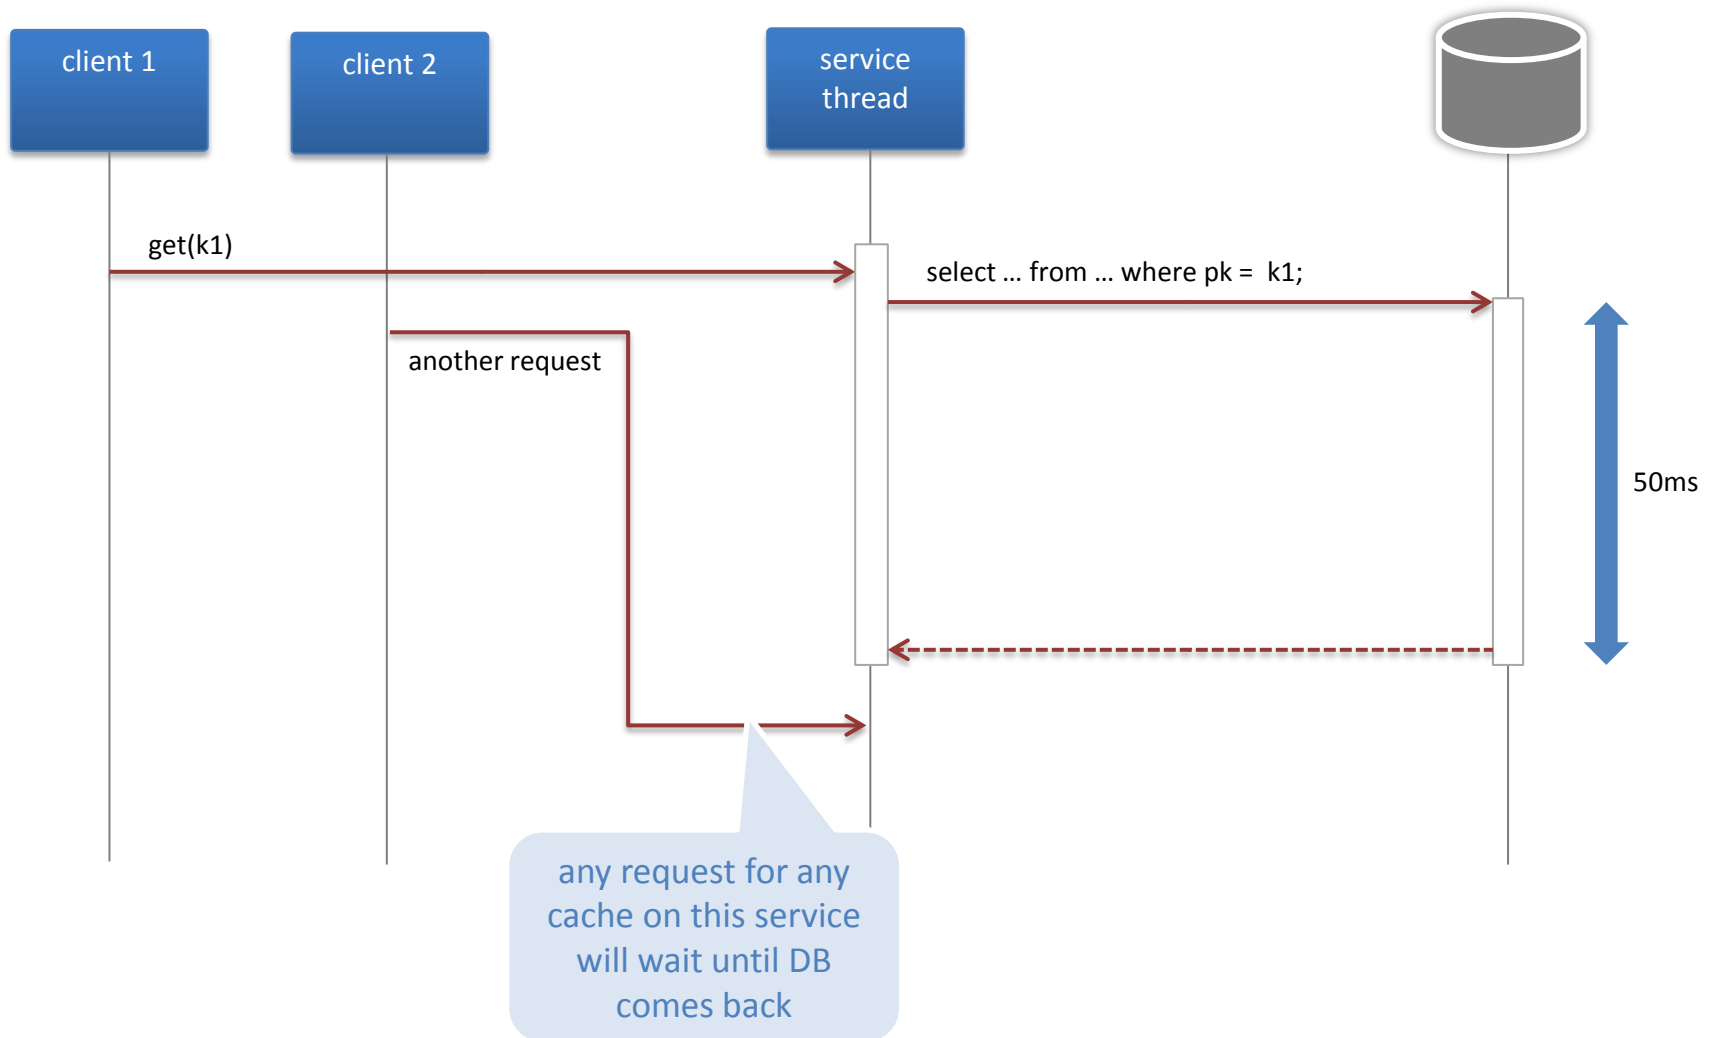 client 1
client 2
service
thread
get(k1)
select ... from ... where pk =  k1;
another request
50ms
any request for any
cache on this service
will wait until DB
comes back